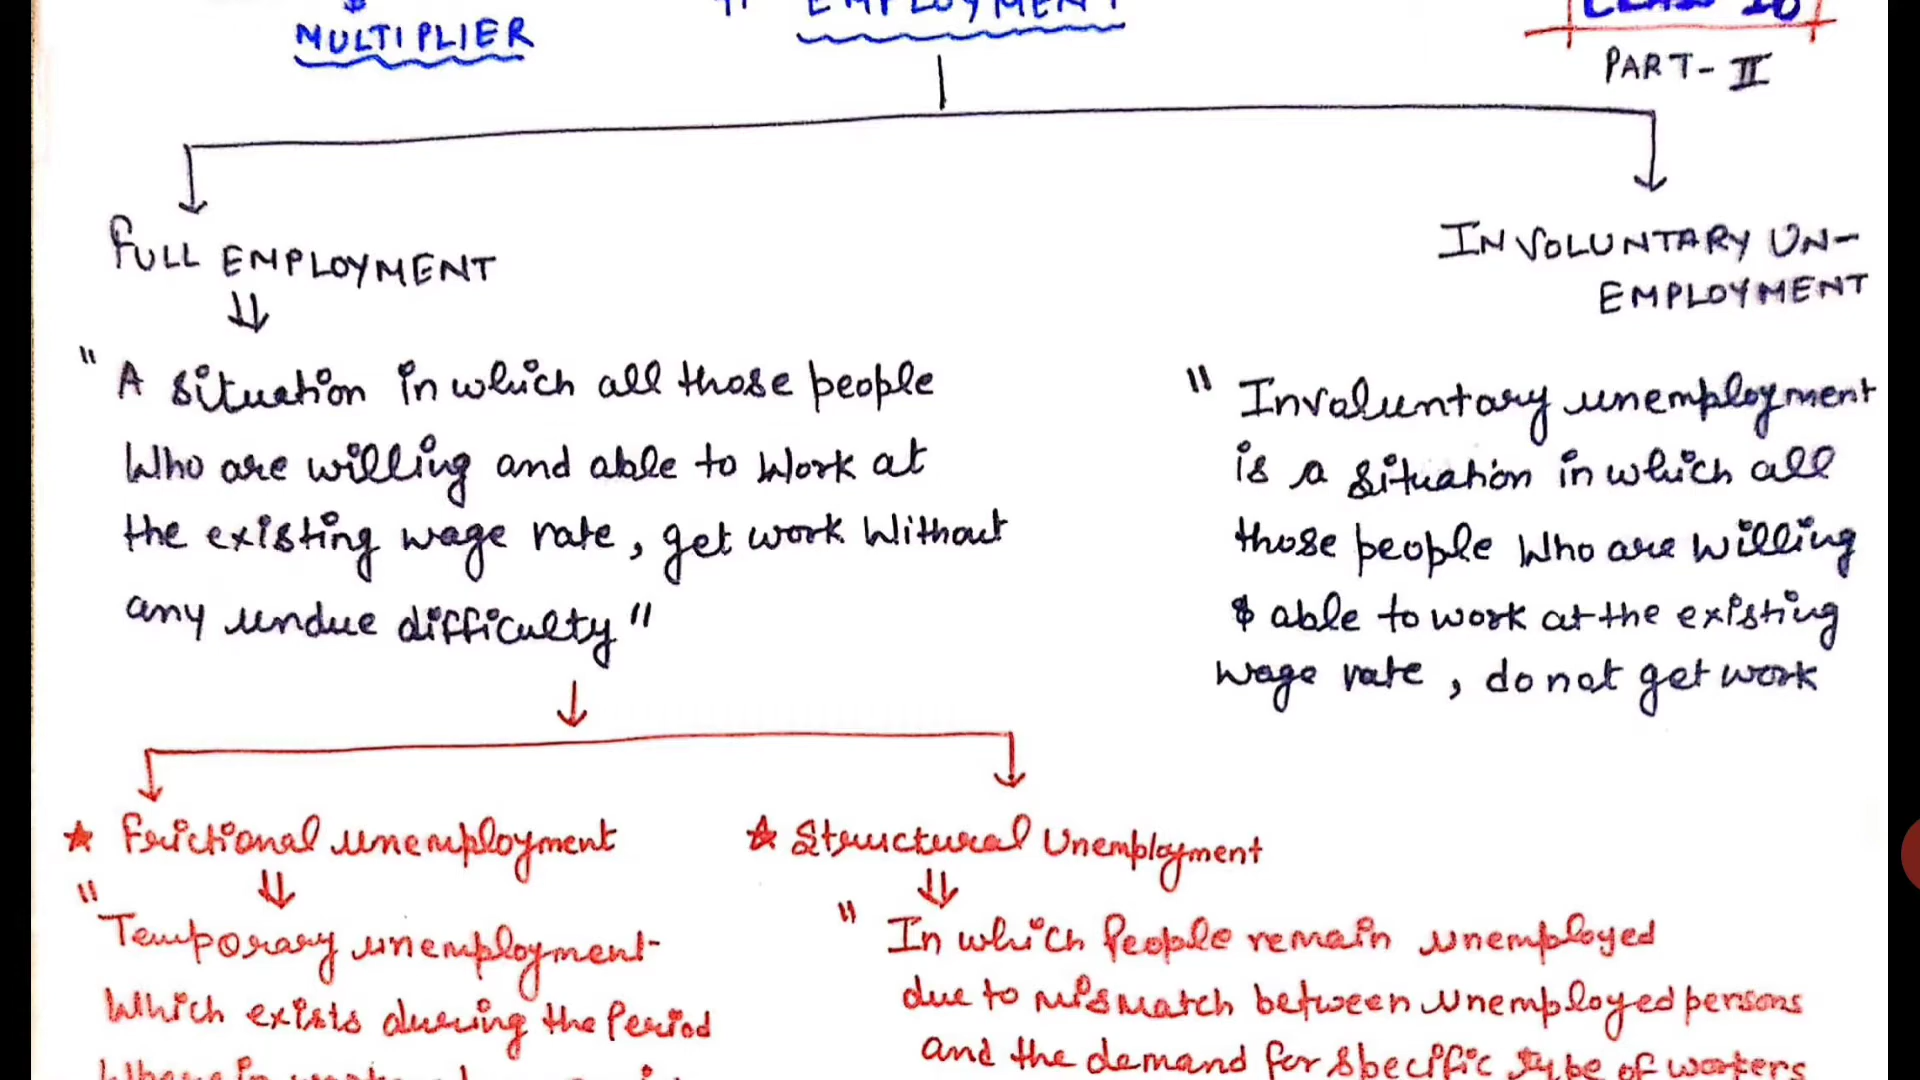 MULTIPLIER
EMPLOYMENT
CLASS 10
PART-II
FULL EMPLOYMENT
INVOLUNTARY UN-
EMPLOYMENT
" A situation in which all those people
who are willing and able to work at
the existing wage rate, get work without
any undue difficulty"
" Involuntary unemployment
is a situation in which all
those people who are willing
& able to work at the existing
wage rate, do not get work
★ Frictional unemployment
" Temporary unemployment
which exists during the Period
★ Structural Unemployment
" In which People remain unemployed
due to mismatch between unemployed persons
and the demand for specific type of workers